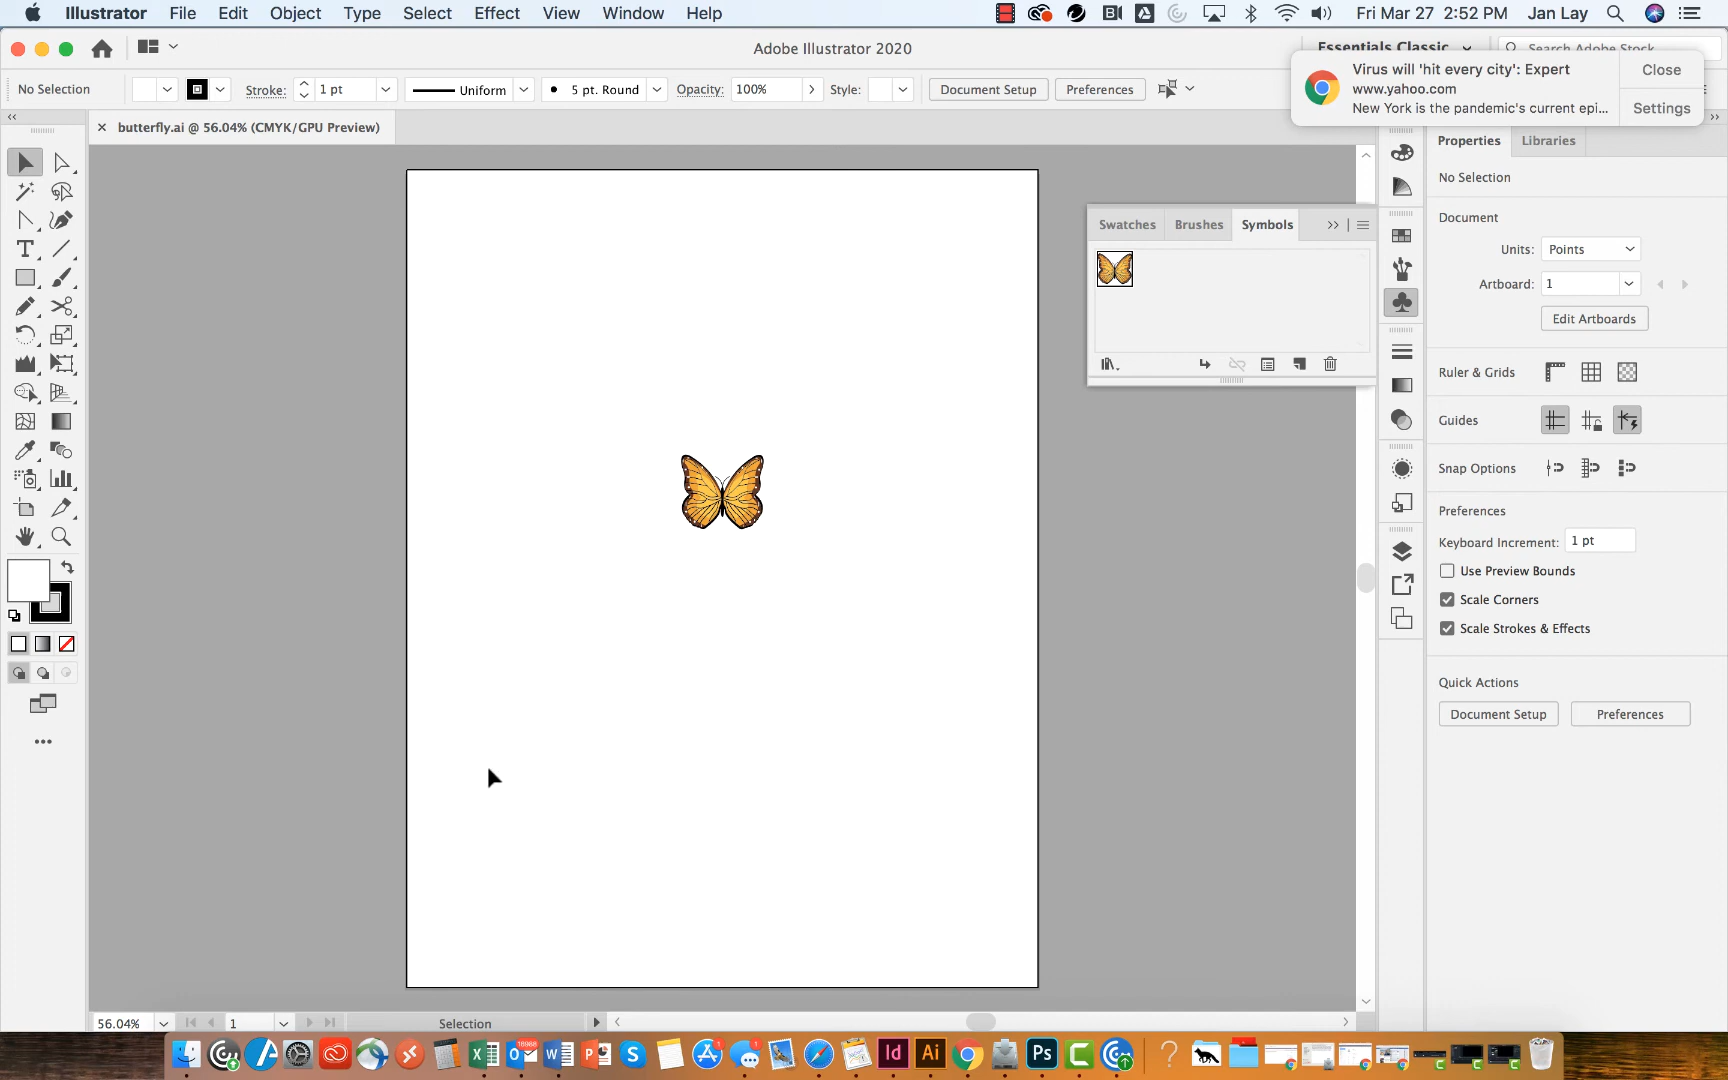 Illustrator File Edit Object Type Select Effect View Window Help Fri Mar 27 2:52 PM Jan Lay
Adobe Illustrator 2020
Essentials Classic
Search Adobe Stock
Virus will 'hit every city': Expert
www.yahoo.com
New York is the pandemic's current epi...
Close
Settings
No Selection Stroke: 1 pt Uniform 5 pt. Round Opacity: 100% Style: Document Setup Preferences
butterfly.ai @ 56.04% (CMYK/GPU Preview)
Properties Libraries
No Selection
Document
Units: Points
Artboard: 1
Edit Artboards
Ruler & Grids
Guides
Snap Options
Preferences
Keyboard Increment: 1 pt
Use Preview Bounds
Scale Corners
Scale Strokes & Effects
Quick Actions
Document Setup Preferences
Swatches Brushes Symbols
T
56.04% 1 Selection
Id Ai Ps